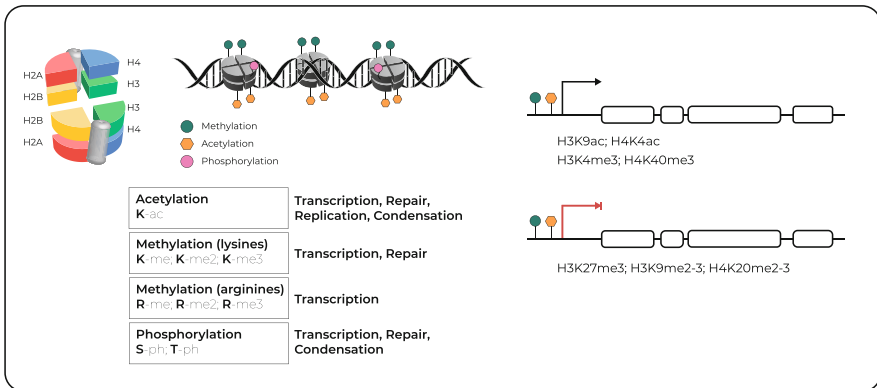 H2A
H2B
H2B
H2A
H4
H3
H3
H4
Methylation
Acetylation
Phosphorylation
Acetylation
K-ac
Transcription, Repair,
Replication, Condensation
Methylation (lysines)
K-me; K-me2; K-me3
Transcription, Repair
Methylation (arginines)
R-me; R-me2; R-me3
Transcription
Phosphorylation
S-ph; T-ph
Transcription, Repair,
Condensation
H3K9ac; H4K4ac
H3K4me3; H4K40me3
H3K27me3; H3K9me2-3; H4K20me2-3